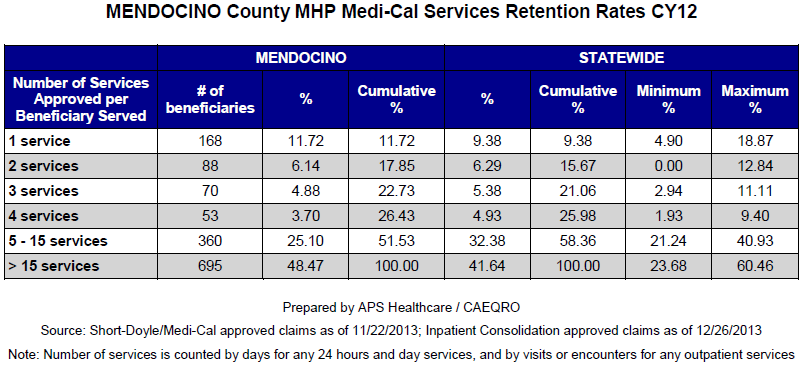 MENDOCINO County MHP Medi-Cal Services Retention Rates CY12
MENDOCINO STATEWIDE
Number of Services Approved per Beneficiary Served # of beneficiaries % Cumulative % % Cumulative % Minimum % Maximum %
1 service 168 11.72 11.72 9.38 9.38 4.90 18.87
2 services 88 6.14 17.85 6.29 15.67 0.00 12.84
3 services 70 4.88 22.73 5.38 21.06 2.94 11.11
4 services 53 3.70 26.43 4.93 25.98 1.93 9.40
5 - 15 services 360 25.10 51.53 32.38 58.36 21.24 40.93
> 15 services 695 48.47 100.00 41.64 100.00 23.68 60.46
Prepared by APS Healthcare / CAEQRO
Source: Short-Doyle/Medi-Cal approved claims as of 11/22/2013; Inpatient Consolidation approved claims as of 12/26/2013
Note: Number of services is counted by days for any 24 hours and day services, and by visits or encounters for any outpatient services